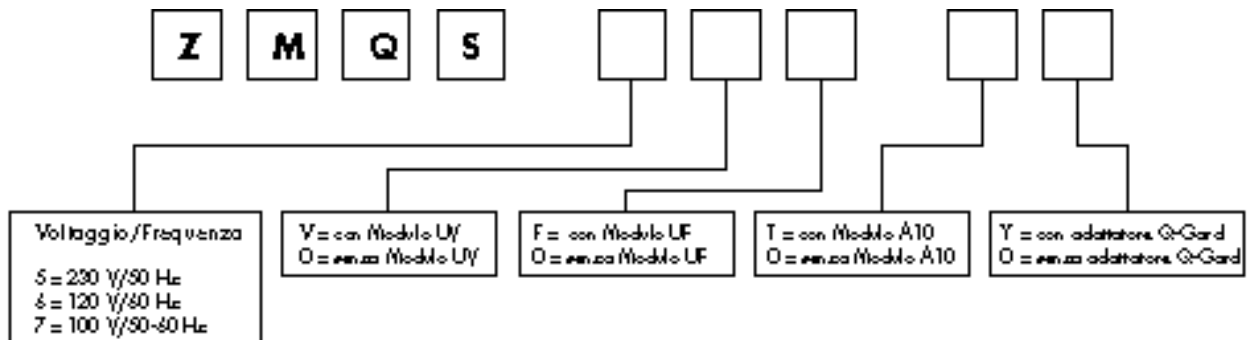 Z M Q S
Voltaggio/Frequenza
5 = 230 V/50 Hz
6 = 120 V/60 Hz
7 = 100 V/50-60 Hz
V = con Modulo UV
O = senza Modulo UV
F = con Modulo UF
O = senza Modulo UF
T = con Modulo A10
O = senza Modulo A10
Y = con adattatore Q-Gard
O = senza adattatore Q-Gard